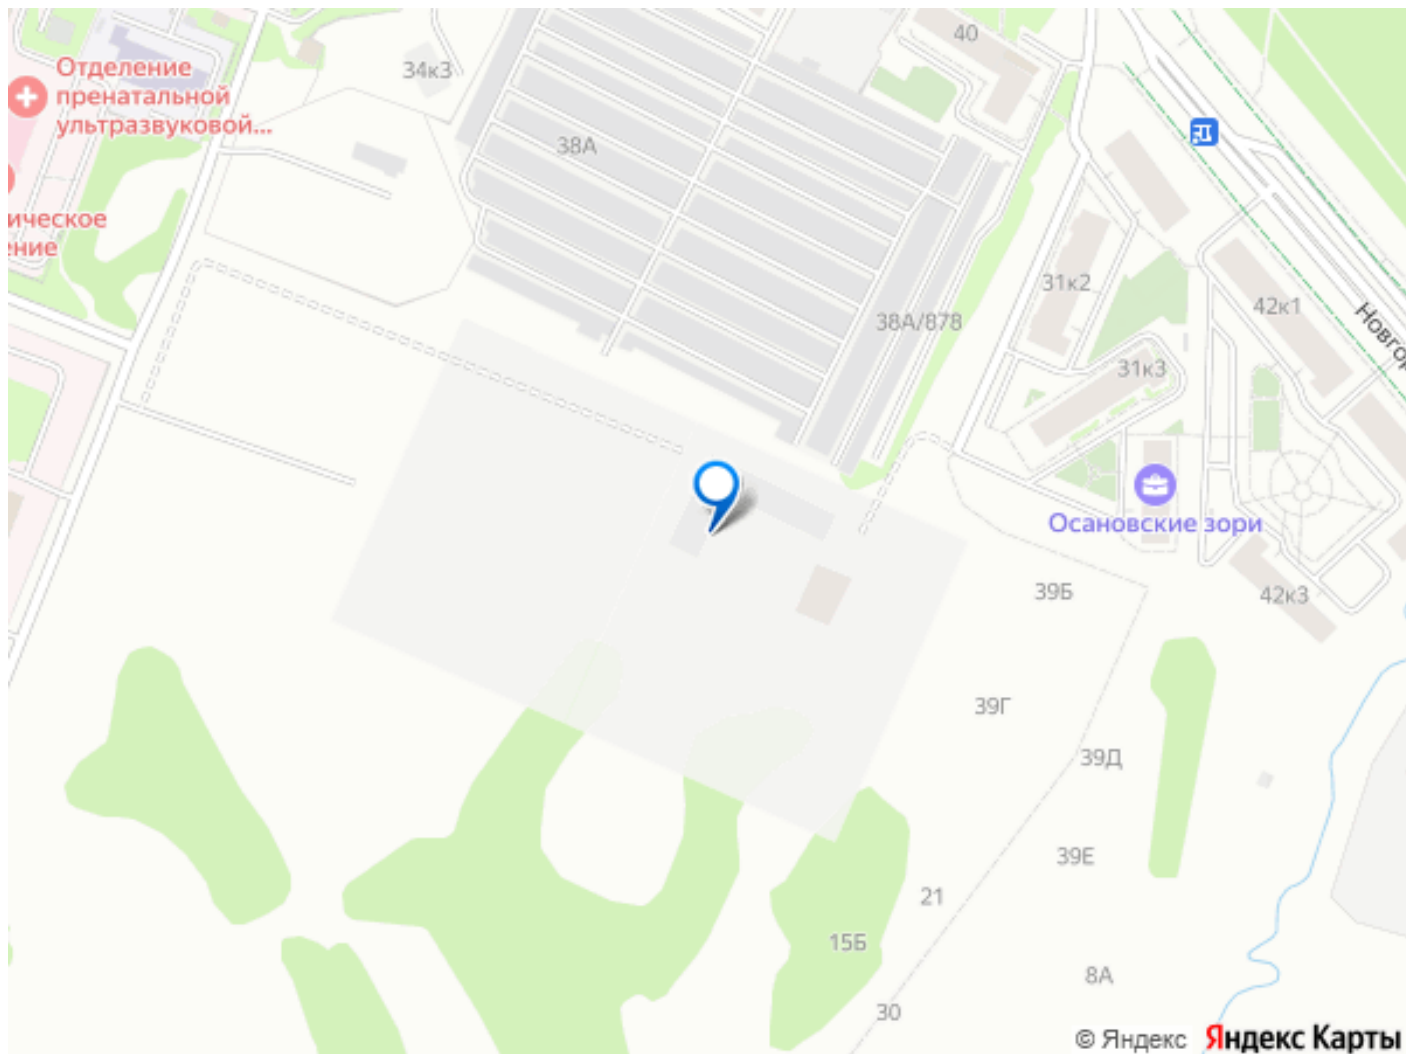 40
34к3
Отделение
пренатальной
ультразвуковой...
38А
ическое
ение
31к2
42к1
Новгор
38А/878
31к3
Осановские зори
39Б
42к3
39Г
39Д
39Е
21
15Б
8А
30
© Яндекс Яндекс Карты